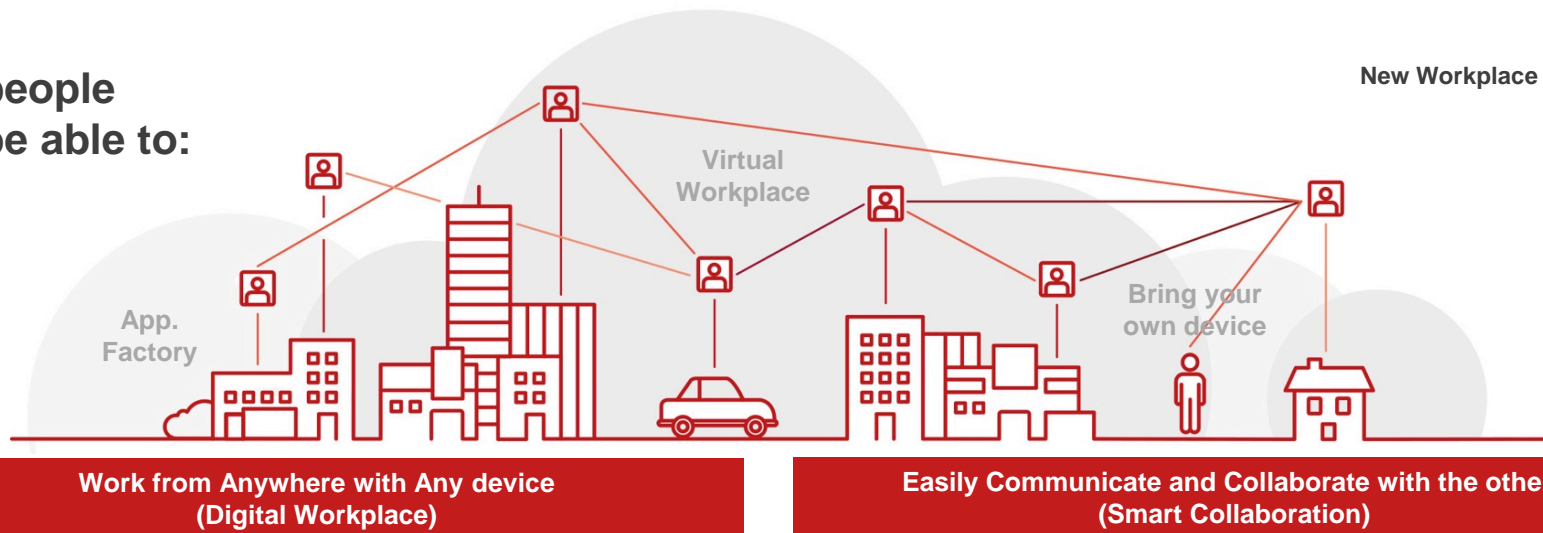 people
be able to:
New Workplace
Virtual
Workplace
App.
Factory
Bring your
own device
Work from Anywhere with Any device
(Digital Workplace)
Easily Communicate and Collaborate with the othe
(Smart Collaboration)